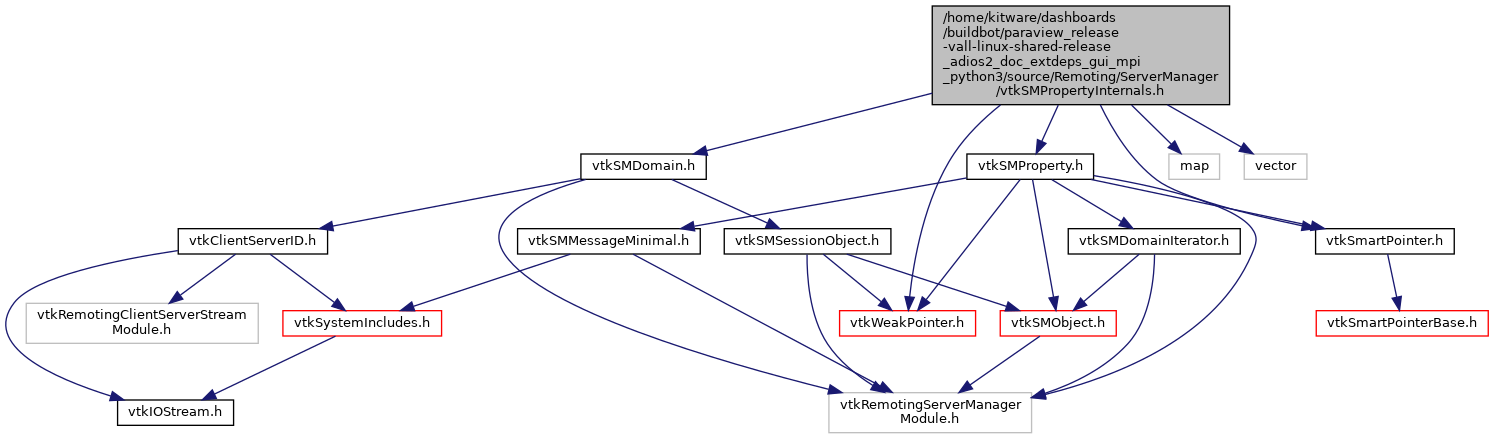 /home/kitware/dashboards
/buildbot/paraview_release
-vall-linux-shared-release
_adios2_doc_extdeps_gui_mpi
_python3/source/Remoting/ServerManager
/vtkSMPropertyInternals.h
vtkSMDomain.h
vtkSMProperty.h
map
vector
vtkClientServerID.h
vtkSMMessageMinimal.h
vtkSMSessionObject.h
vtkSMDomainIterator.h
vtkSmartPointer.h
vtkRemotingClientServerStream
Module.h
vtkSystemIncludes.h
vtkWeakPointer.h
vtkSMObject.h
vtkSmartPointerBase.h
vtkIOStream.h
vtkRemotingServerManager
Module.h